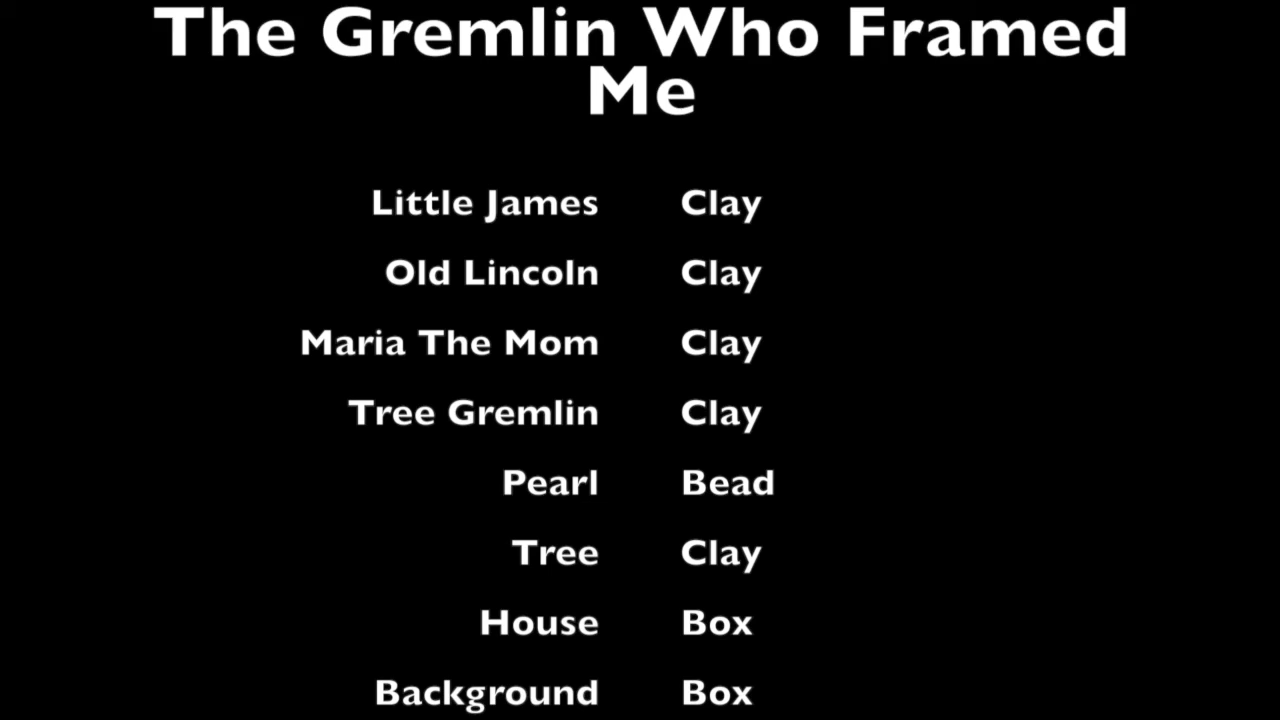 The Gremlin Who Framed
Me
Little James Clay
Old Lincoln Clay
Maria The Mom Clay
Tree Gremlin Clay
Pearl Bead
Tree Clay
House Box
Background Box